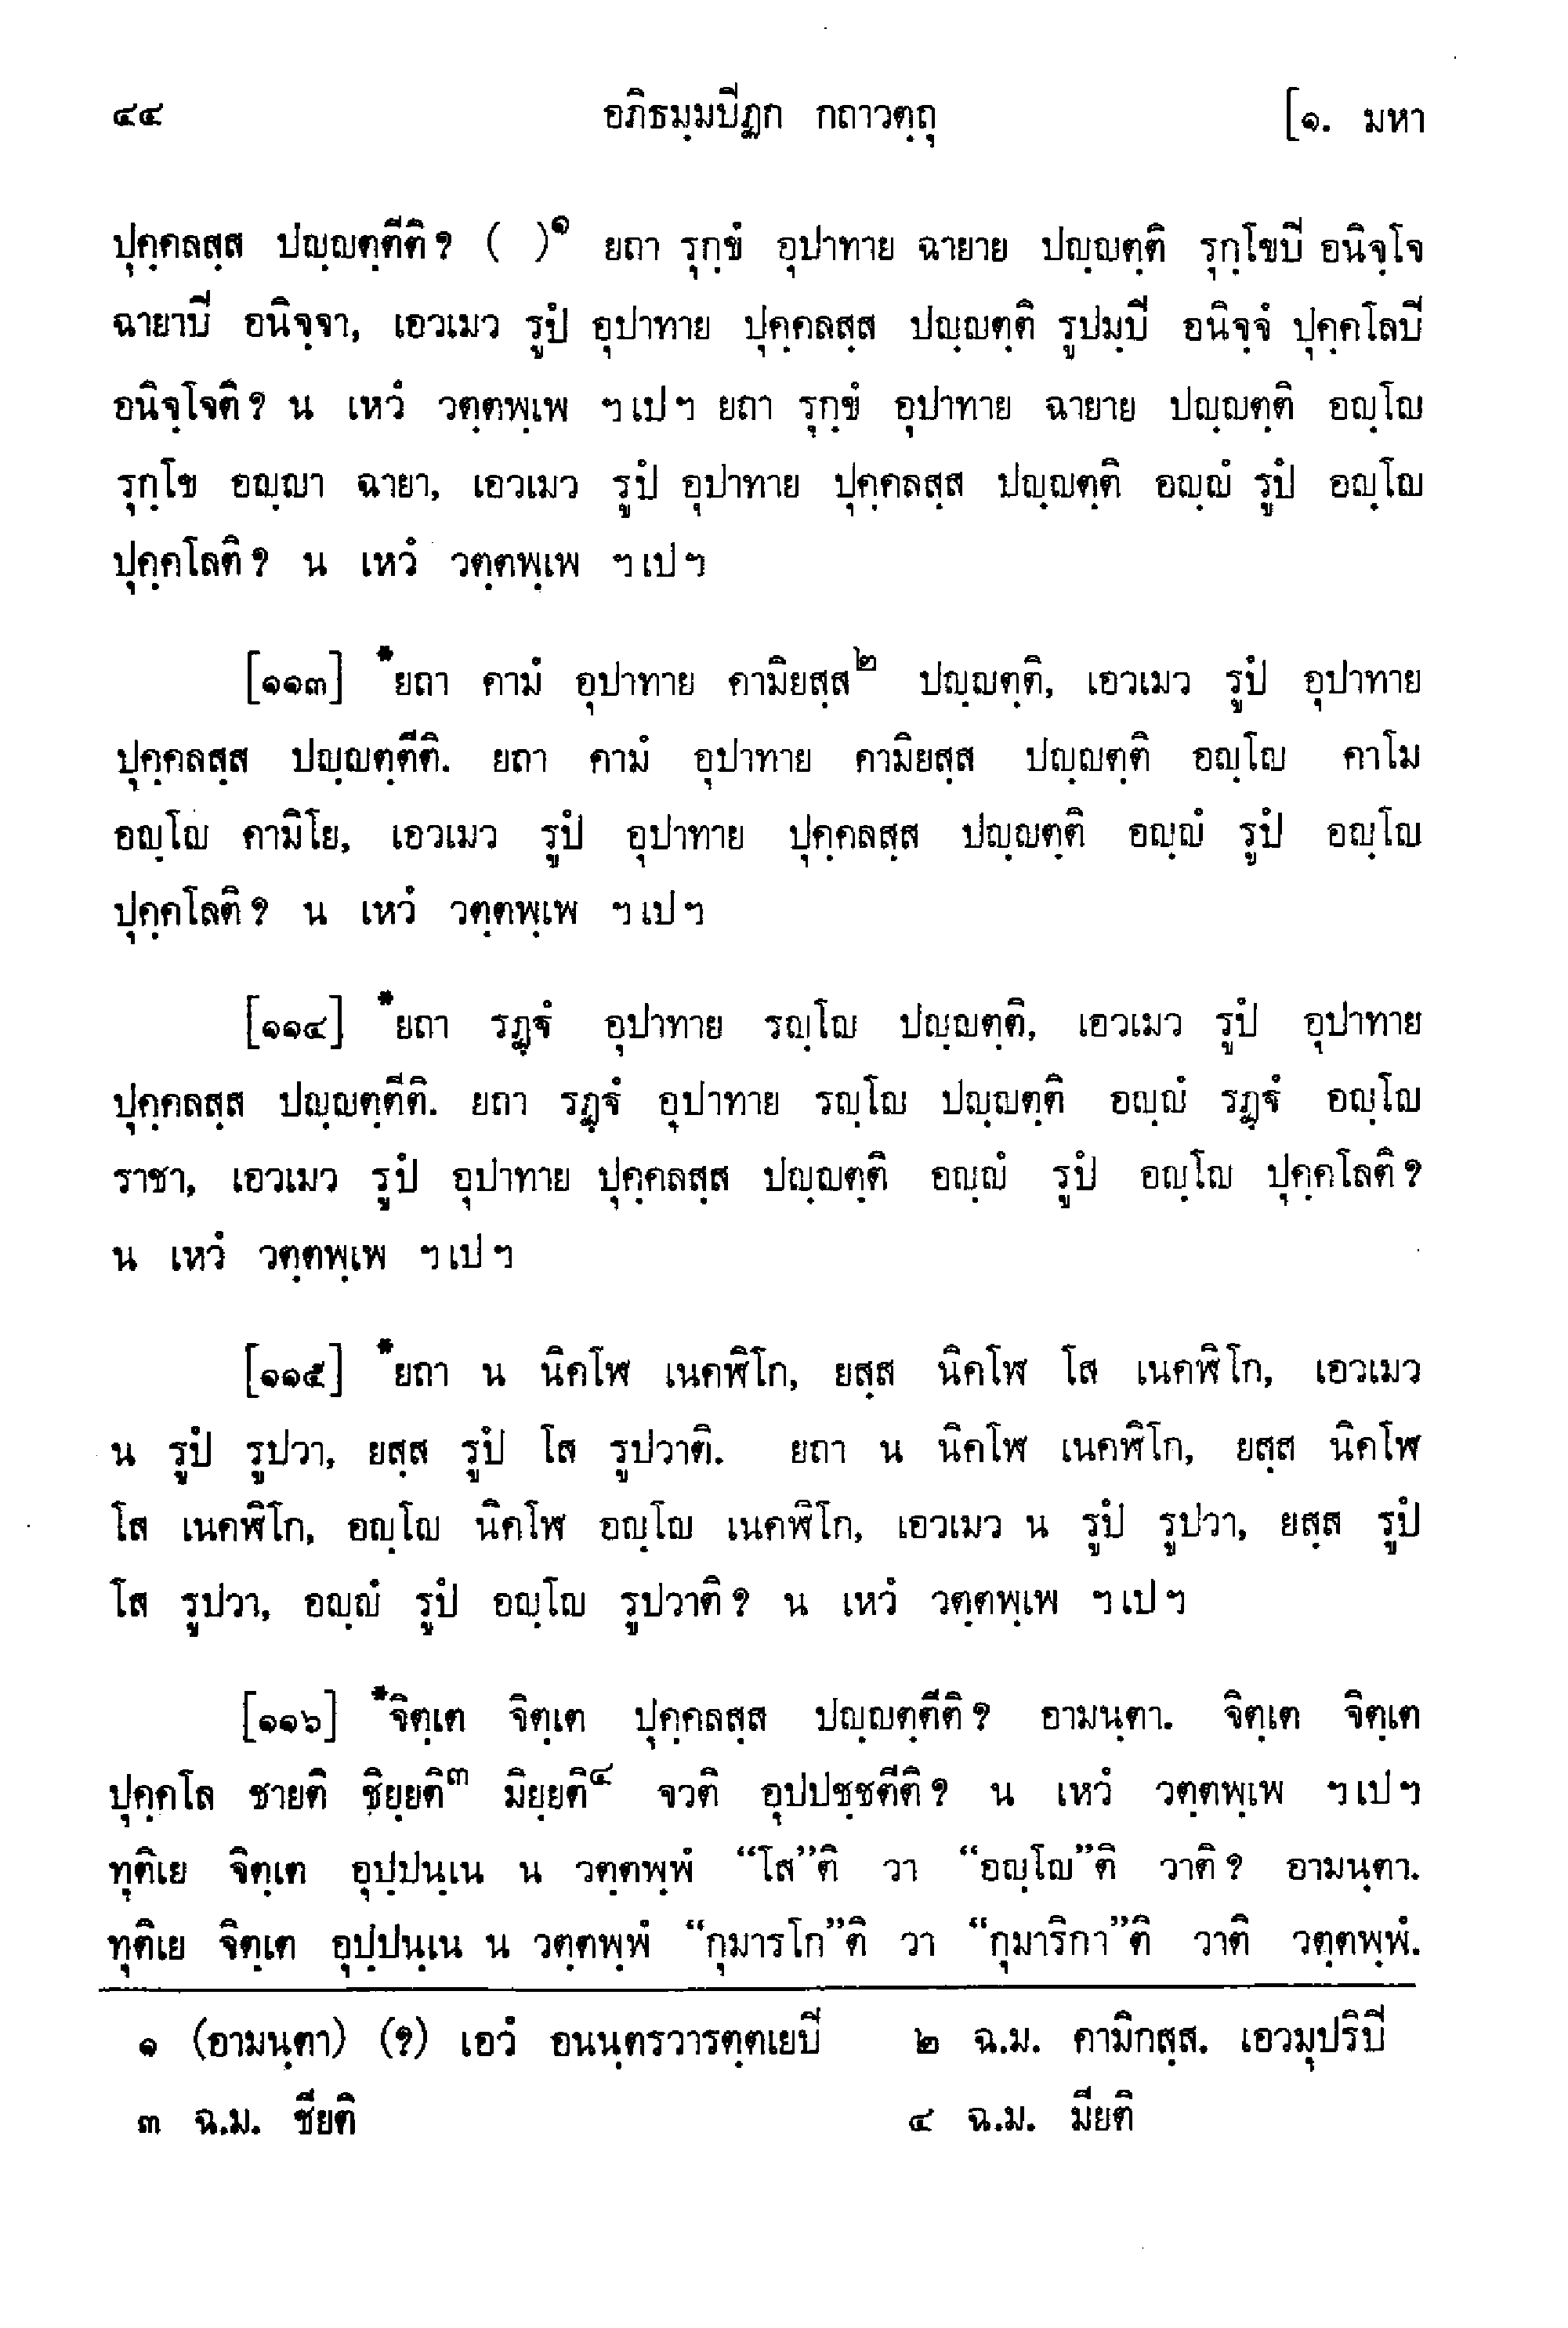 ๔๔ อภิธมฺมปิฏก กถาวตฺถุ [๑. มหา
ปุคฺคลสฺส ปญฺญตฺตีติ? ( )๑ ยถา รุกฺขํ อุปาทาย ฉายาย ปญฺญตฺติ รุกฺโขปิ อนิจฺโจ
ฉายาปิ อนิจฺจา, เอวเมว รูปํ อุปาทาย ปุคฺคลสฺส ปญฺญตฺติ รูปมฺปิ อนิจฺจํ ปุคฺคโลปิ
อนิจฺโจติ? น เหวํ วตฺตพฺเพ ฯเปฯ ยถา รุกฺขํ อุปาทาย ฉายาย ปญฺญตฺติ อญฺโญ
รุกฺโข อญฺญา ฉายา, เอวเมว รูปํ อุปาทาย ปุคฺคลสฺส ปญฺญตฺติ อญฺญํ รูปํ อญฺโญ
ปุคฺคโลติ? น เหวํ วตฺตพฺเพ ฯเปฯ
[๑๑๓] *ยถา คามํ อุปาทาย คามิยสฺส๒ ปญฺญตฺติ, เอวเมว รูปํ อุปาทาย
ปุคฺคลสฺส ปญฺญตฺตีติ. ยถา คามํ อุปาทาย คามิยสฺส ปญฺญตฺติ อญฺโญ คาโม
อญฺโญ คามิโย, เอวเมว รูปํ อุปาทาย ปุคฺคลสฺส ปญฺญตฺติ อญฺญํ รูปํ อญฺโญ
ปุคฺคโลติ? น เหวํ วตฺตพฺเพ ฯเปฯ
[๑๑๔] *ยถา รฏฺฐํ อุปาทาย รญฺโญ ปญฺญตฺติ, เอวเมว รูปํ อุปาทาย
ปุคฺคลสฺส ปญฺญตฺตีติ. ยถา รฏฺฐํ อุปาทาย รญฺโญ ปญฺญตฺติ อญฺญํ รฏฺฐํ อญฺโญ
ราชา, เอวเมว รูปํ อุปาทาย ปุคฺคลสฺส ปญฺญตฺติ อญฺญํ รูปํ อญฺโญ ปุคฺคโลติ?
น เหวํ วตฺตพฺเพ ฯเปฯ
[๑๑๕] *ยถา น นิคโฬ เนคฬิโก, ยสฺส นิคโฬ โส เนคฬิโก, เอวเมว
น รูปํ รูปวา, ยสฺส รูปํ โส รูปวาติ. ยถา น นิคโฬ เนคฬิโก, ยสฺส นิคโฬ
โส เนคฬิโก, อญฺโญ นิคโฬ อญฺโญ เนคฬิโก, เอวเมว น รูปํ รูปวา, ยสฺส รูปํ
โส รูปวา, อญฺญํ รูปํ อญฺโญ รูปวาติ? น เหวํ วตฺตพฺเพ ฯเปฯ
[๑๑๖] *จิตฺเต จิตฺเต ปุคฺคลสฺส ปญฺญตฺตีติ? อามนฺตา. จิตฺเต จิตฺเต
ปุคฺคโล ชายติ ชิยฺยติ๓ มิยฺยติ๔ จวติ อุปปชฺชตีติ? น เหวํ วตฺตพฺเพ ฯเปฯ
ทุติเย จิตฺเต อุปฺปนฺเน น วตฺตพฺพํ “โส”ติ วา “อญฺโญ”ติ วาติ? อามนฺตา.
ทุติเย จิตฺเต อุปฺปนฺเน น วตฺตพฺพํ “กุมารโก”ติ วา “กุมาริกา”ติ วาติ วตฺตพฺพํ.
๑ (อามนฺตา) (?) เอวํ อนนฺตรวารตฺตเยปิ ๒ ฉ.ม. คามิกสฺส. เอวมุปริปิ
๓ ฉ.ม. ชียติ ๔ ฉ.ม. มียติ